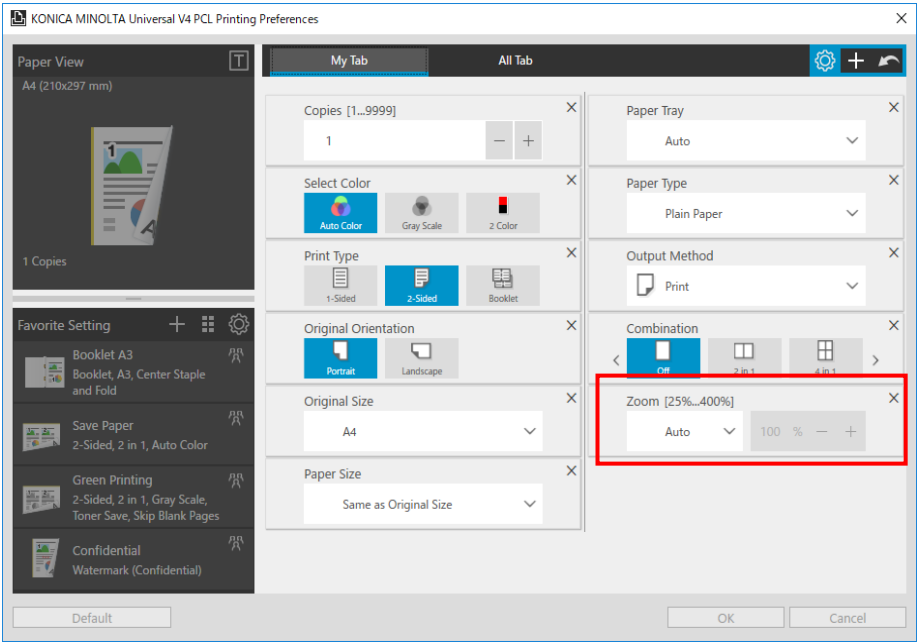 KONICA MINOLTA Universal V4 PCL Printing Preferences
Paper View
T
A4 (210x297 mm)
1
A
1 Copies
Favorite Setting
Booklet A3
Booklet, A3, Center Staple
and Fold
Save Paper
2-Sided, 2 in 1, Auto Color
Green Printing
2-Sided, 2 in 1, Gray Scale,
Toner Save, Skip Blank Pages
Confidential
Watermark (Confidential)
My Tab
All Tab
Copies [1...9999]
1
Select Color
Auto Color
Gray Scale
2 Color
Print Type
1-Sided
2-Sided
Booklet
Original Orientation
Portrait
Landscape
Original Size
A4
Paper Size
Same as Original Size
Paper Tray
Auto
Paper Type
Plain Paper
Output Method
Print
Combination
Off
2 in 1
4 in 1
Zoom [25%...400%]
Auto
100 %
Default
OK
Cancel